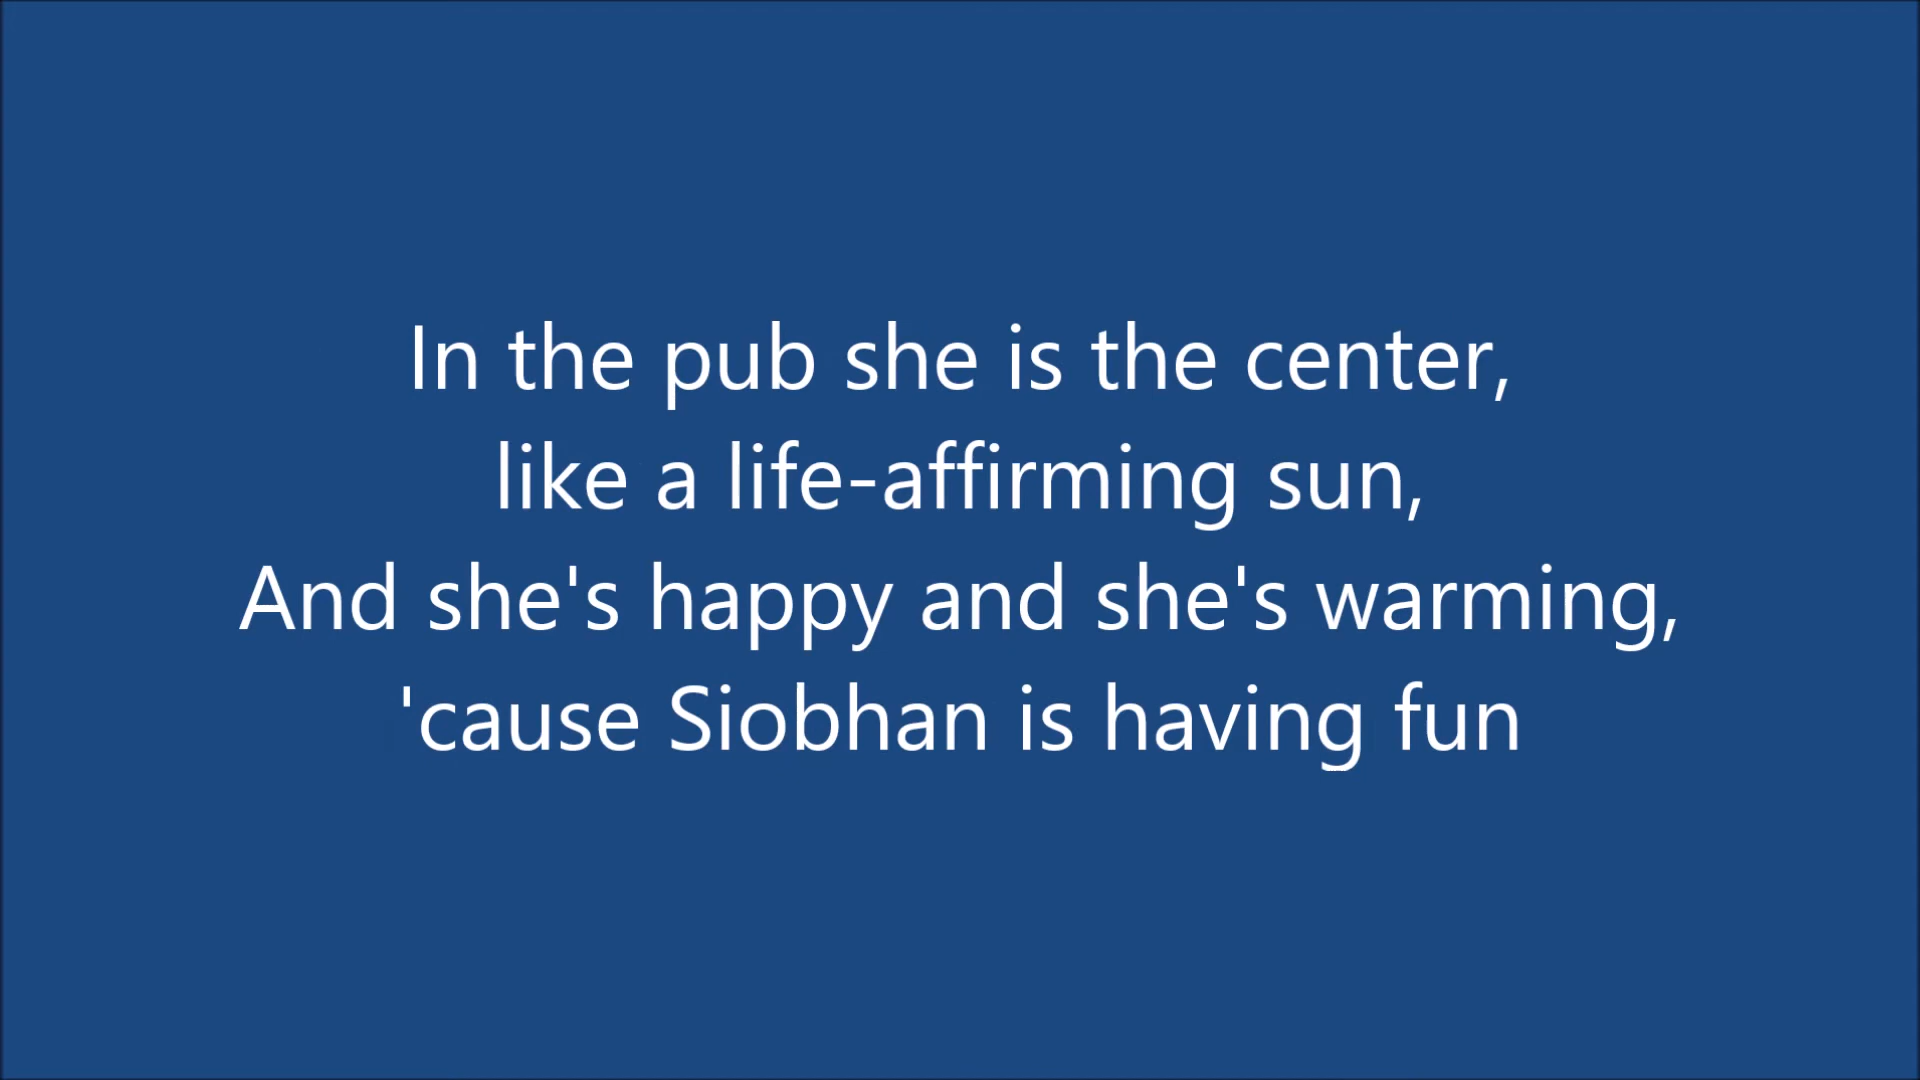 In the pub she is the center,
like a life-affirming sun,
And she's happy and she's warming,
'cause Siobhan is having fun